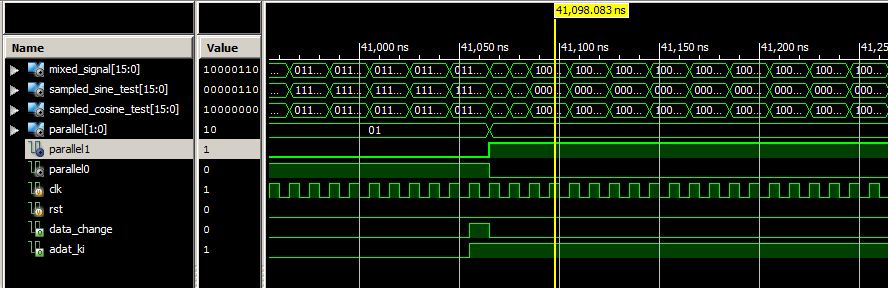 41,098.083 ns
Name Value 41,000 ns 41,050 ns 41,100 ns 41,150 ns 41,200 ns 41,25
mixed_signal[15:0] 10000110 ... 011... 011... 011... 011... ... ... 100... 100... 100... 100... 100... 100... 100... 100... 100...
sampled_sine_test[15:0] 00000110 ... 111... 111... 111... 111... ... ... 000... 000... 000... 000... 000... 000... 000... 000... 000...
sampled_cosine_test[15:0] 10000000 ... 011... 011... 011... 011... ... ... 100... 100... 100... 100... 100... 100... 100... 100... 100...
parallel[1:0] 10 01
parallel1 1
parallel0 0
clk 1
rst 0
data_change 0
adat_ki 1